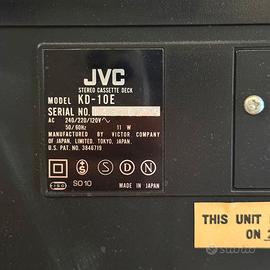 JVC
STEREO CASSETTE DECK
MODEL KD-10E
SERIAL NO.
AC 240/220/120V~
50/60Hz 11 W
MANUFACTURED BY VICTOR COMPANY
OF JAPAN, LIMITED. TOKYO, JAPAN.
U.S. PAT. NO. 3846719
S D N
SO 10 MADE IN JAPAN
THIS UNIT
ON
subito